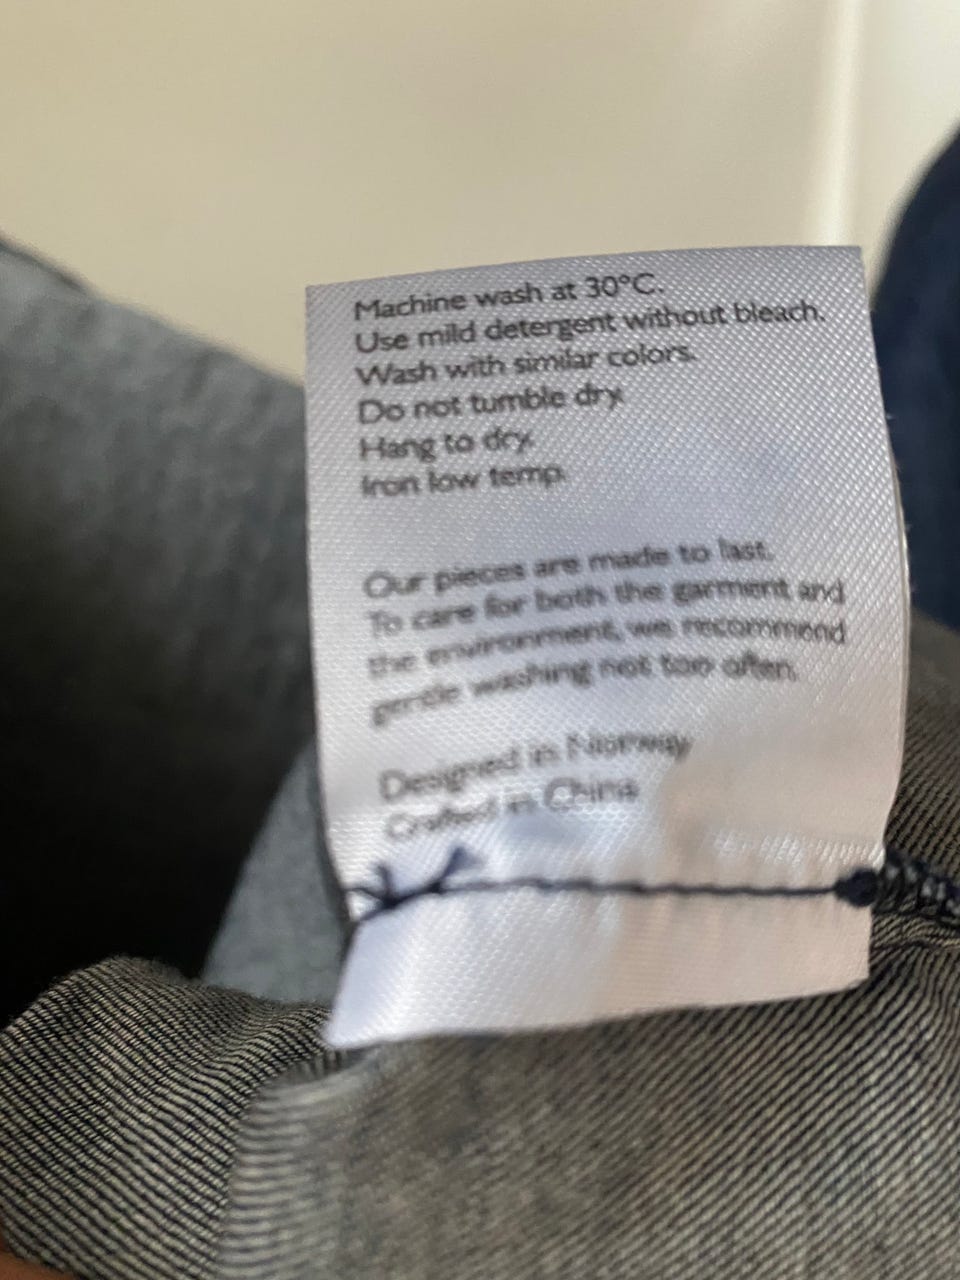 Machine wash at 30°C.
Use mild detergent without bleach.
Wash with similar colors.
Do not tumble dry.
Hang to dry.
Iron low temp.
Our pieces are made to last.
To care for both the garment and
the environment, we recommend
gentle washing not too often.
Designed in Norway
Crafted in China